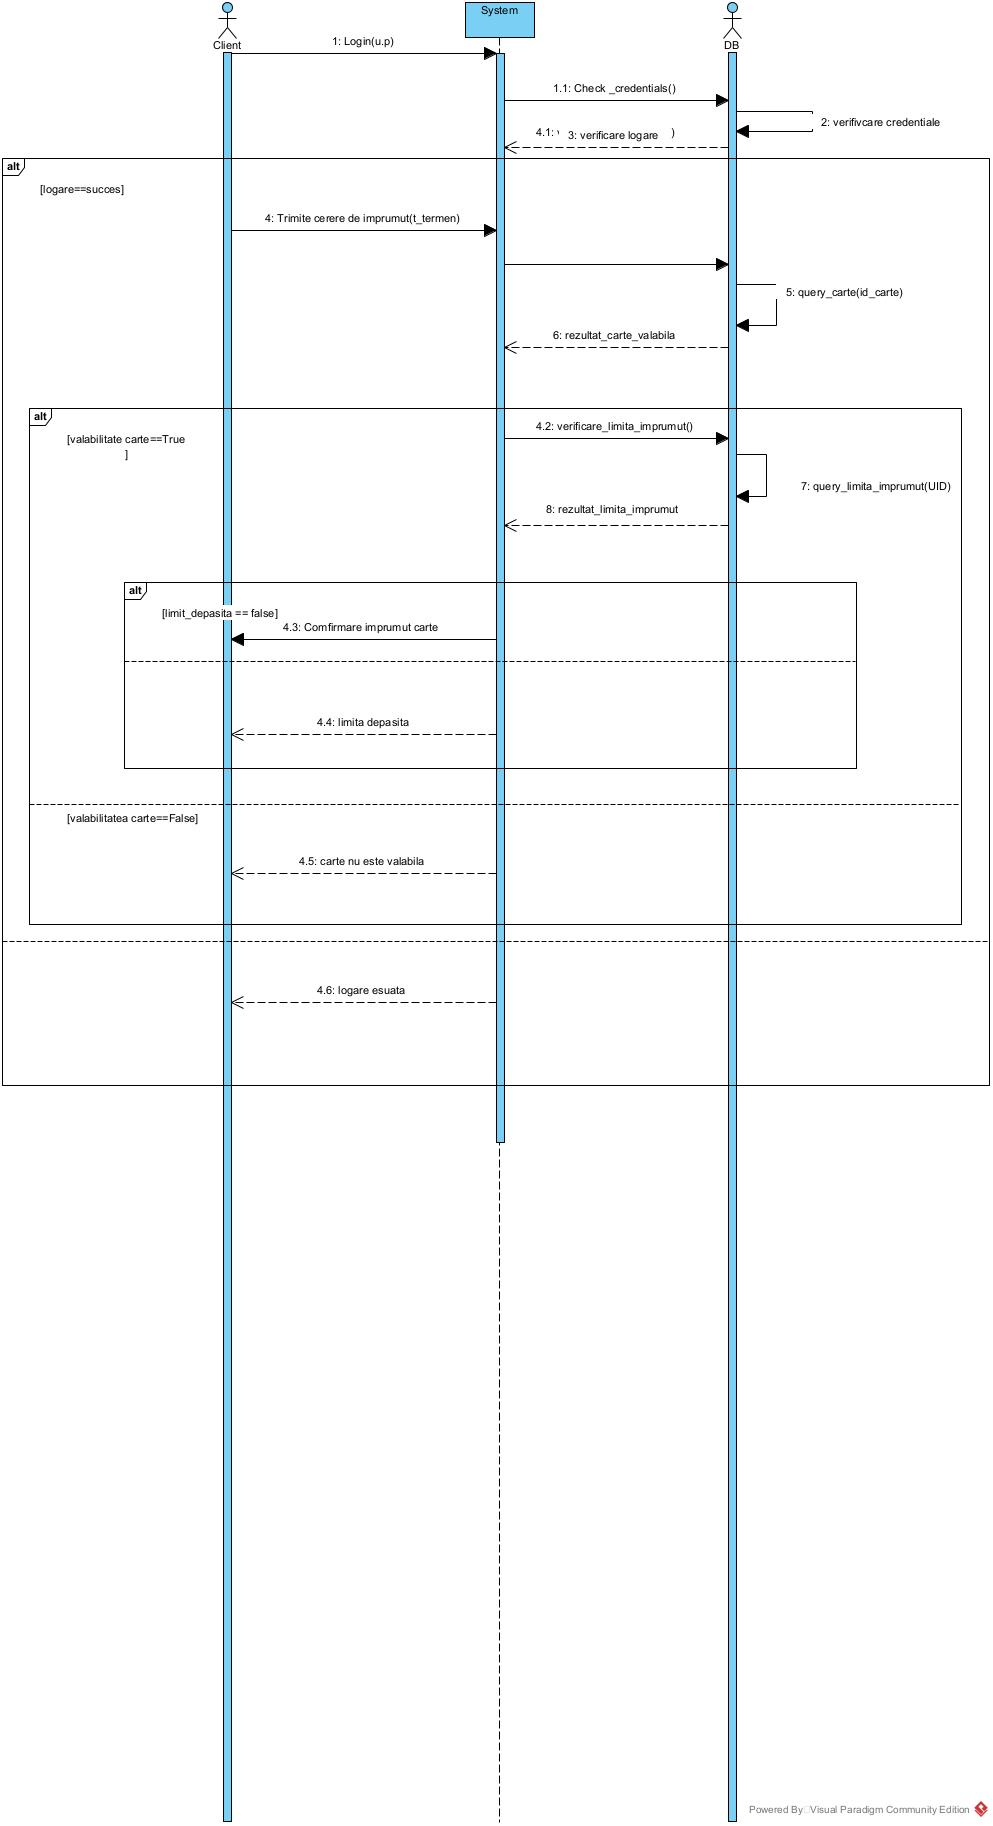 System
Client
DB
1: Login(u.p)
1.1: Check _credentials()
2: verifivcare credentiale
4.1: 3: verificare logare )
alt
[logare==succes]
4: Trimite cerere de imprumut(t_termen)
5: query_carte(id_carte)
6: rezultat_carte_valabila
alt
[valabilitate carte==True
]
4.2: verificare_limita_imprumut()
7: query_limita_imprumut(UID)
8: rezultat_limita_imprumut
alt
[limit_depasita == false]
4.3: Comfirmare imprumut carte
4.4: limita depasita
[valabilitatea carte==False]
4.5: carte nu este valabila
4.6: logare esuata
Powered By Visual Paradigm Community Edition